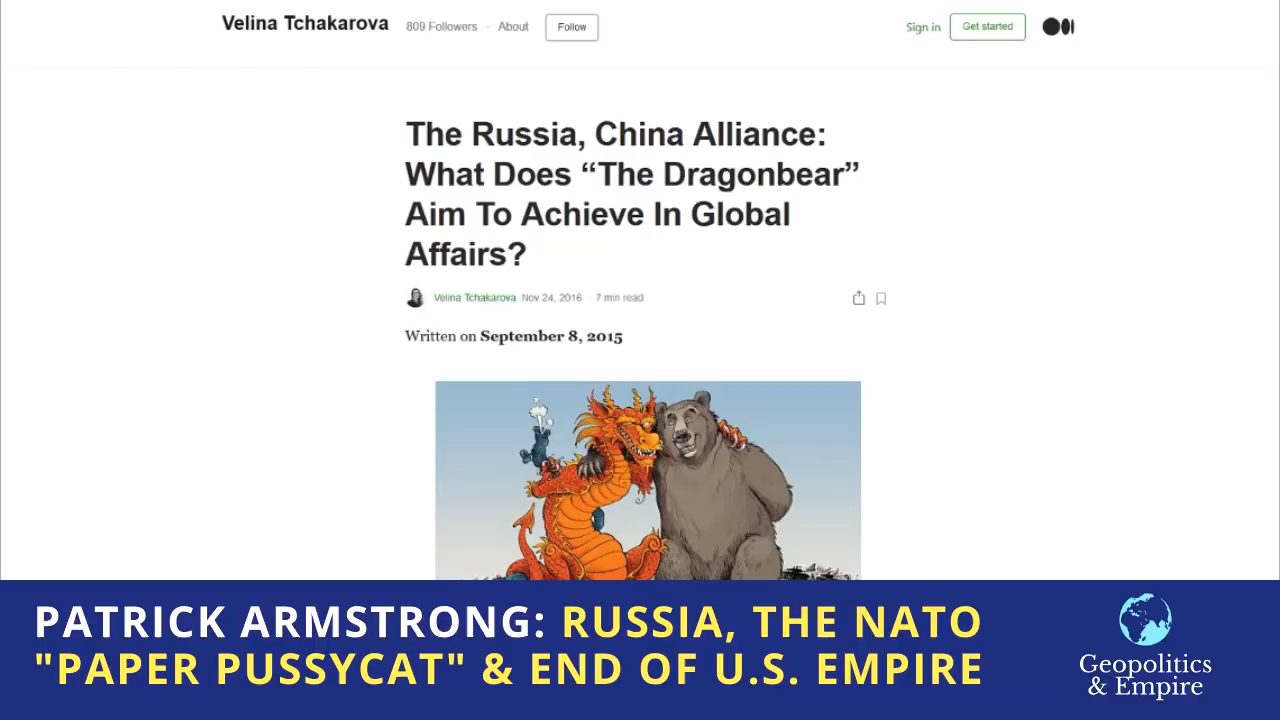 Velina Tchakarova 809 Followers · About Follow Sign in Get started
The Russia, China Alliance:
What Does “The Dragonbear”
Aim To Achieve In Global
Affairs?
Velina Tchakarova Nov 24, 2016 · 7 min read
Written on September 8, 2015
PATRICK ARMSTRONG: RUSSIA, THE NATO
"PAPER PUSSYCAT" & END OF U.S. EMPIRE
Geopolitics
& Empire